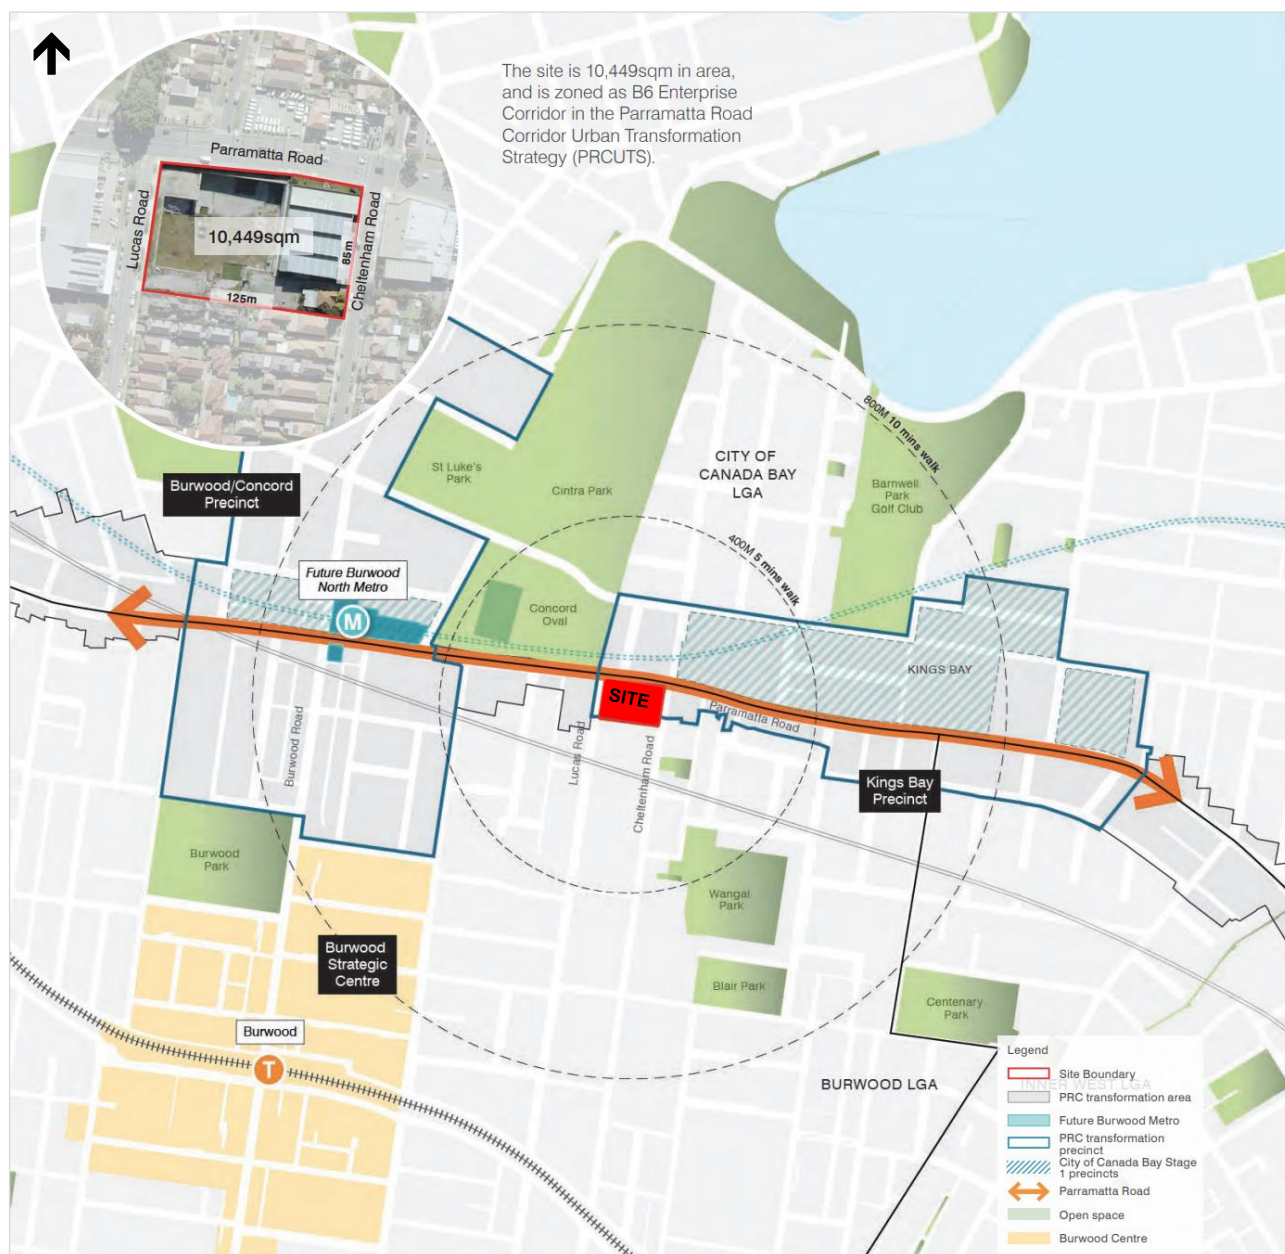 The site is 10,449sqm in area,
and is zoned as B6 Enterprise
Corridor in the Parramatta Road
Corridor Urban Transformation
Strategy (PRCUTS).
Parramatta Road
Lucas Road
10,449sqm
85m
Cheltenham Road
125m
800M 10 mins walk
CITY OF
CANADA BAY
LGA
St Luke's
Park
Cintra Park
Barnwell
Park
Golf Club
Burwood/Concord
Precinct
400M 5 mins walk
Future Burwood
North Metro
M
Concord
Oval
KINGS BAY
SITE
Parramatta Road
Burwood Road
Lucas Road
Cheltenham Road
Kings Bay
Precinct
Burwood
Park
Wangal
Park
Burwood
Strategic
Centre
Blair Park
Centenary
Park
Burwood
T
BURWOOD LGA
INNER WEST LGA
Legend
Site Boundary
PRC transformation area
Future Burwood Metro
PRC transformation
precinct
City of Canada Bay Stage
1 precincts
Parramatta Road
Open space
Burwood Centre